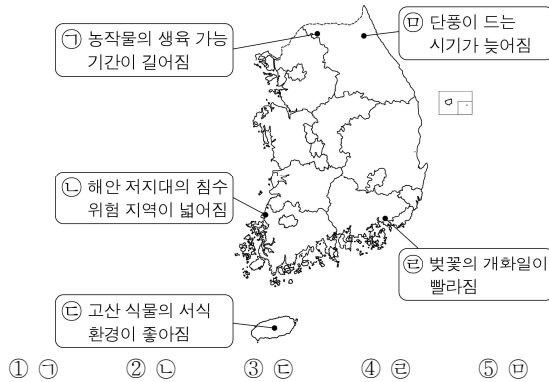 ㉠ 농작물의 생육 가능
기간이 길어짐
㉤ 단풍이 드는
시기가 늦어짐
㉡ 해안 저지대의 침수
위험 지역이 넓어짐
㉣ 벚꽃의 개화일이
빨라짐
㉢ 고산 식물의 서식
환경이 좋아짐
① ㉠ ② ㉡ ③ ㉢ ④ ㉣ ⑤ ㉤